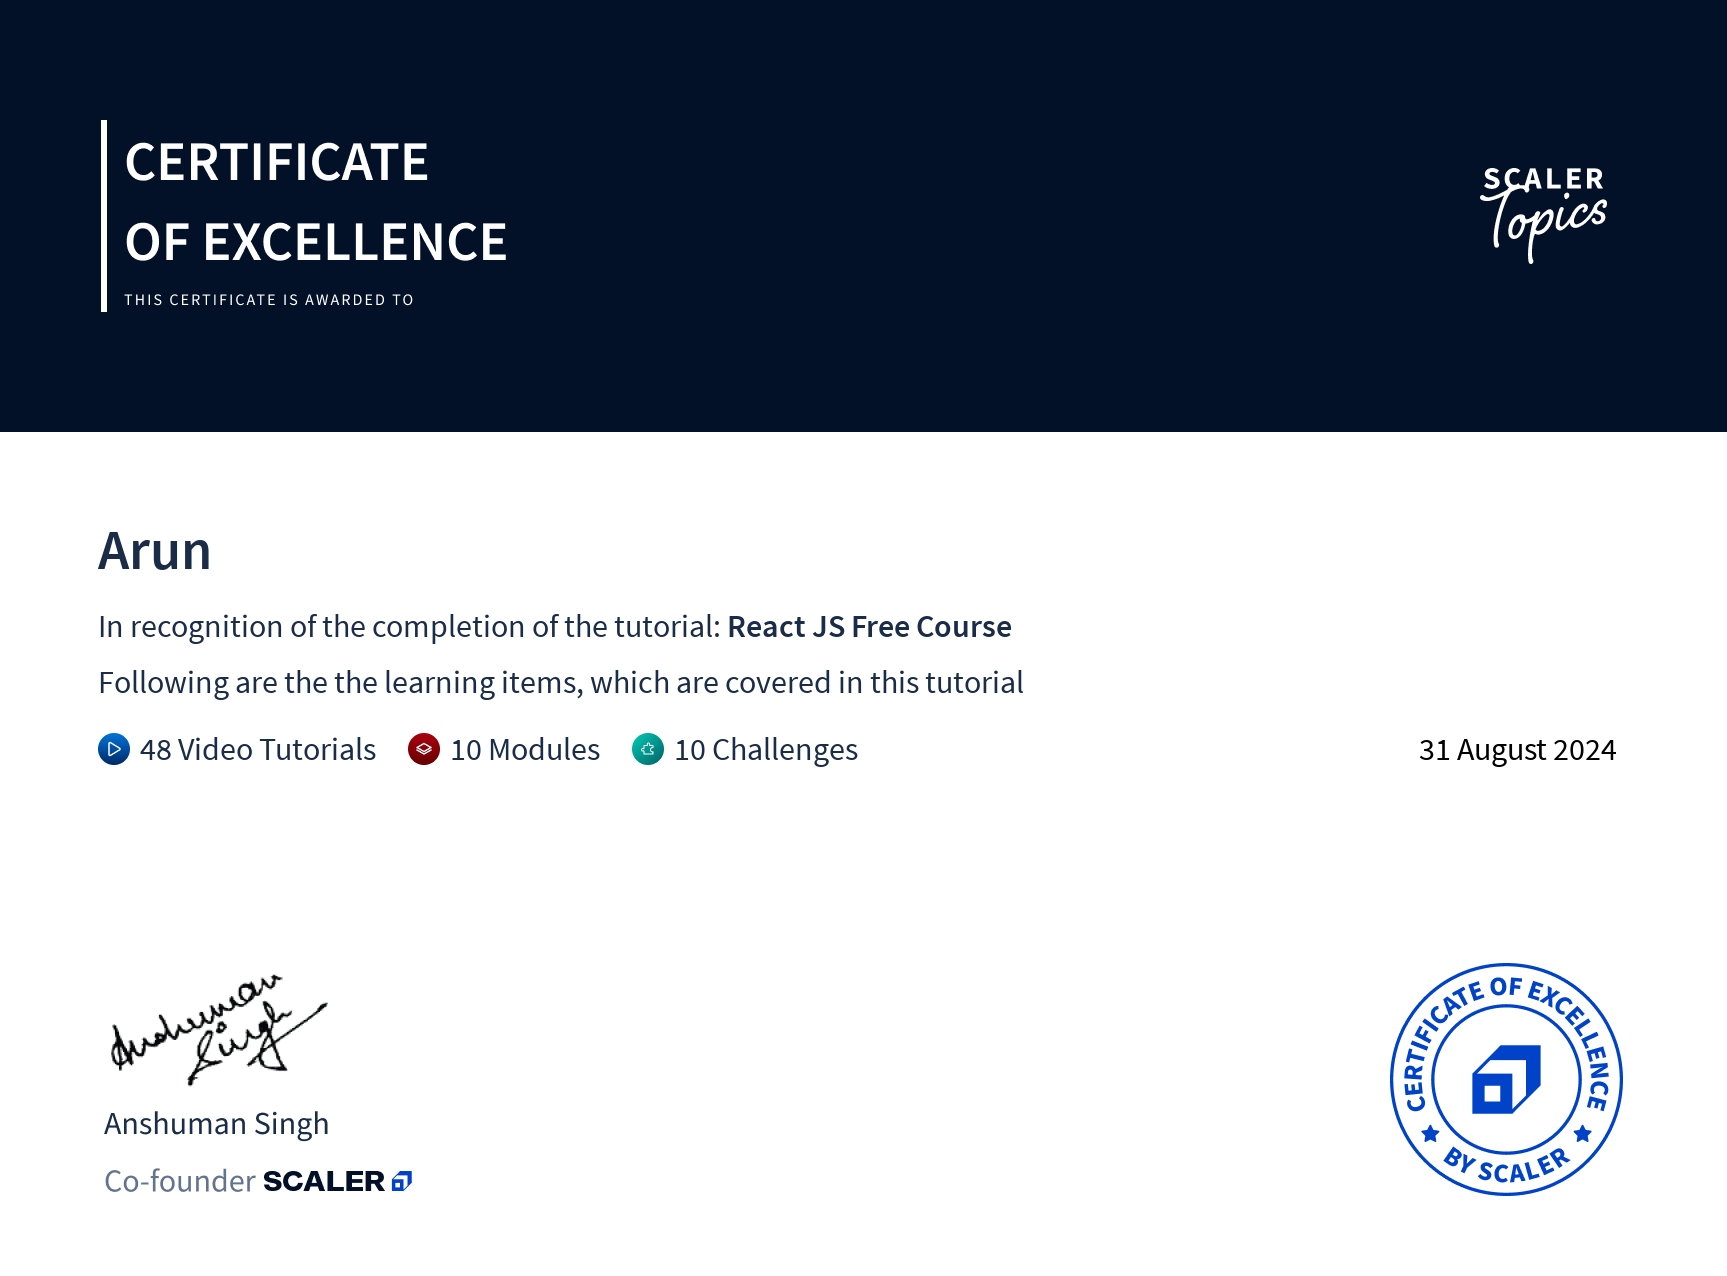 CERTIFICATE
OF EXCELLENCE
THIS CERTIFICATE IS AWARDED TO
SCALER
Topics
Arun
In recognition of the completion of the tutorial: React JS Free Course
Following are the the learning items, which are covered in this tutorial
48 Video Tutorials 10 Modules 10 Challenges
31 August 2024
Anshuman
Singh
Anshuman Singh
Co-founder SCALER
CERTIFICATE OF EXCELLENCE
BY SCALER